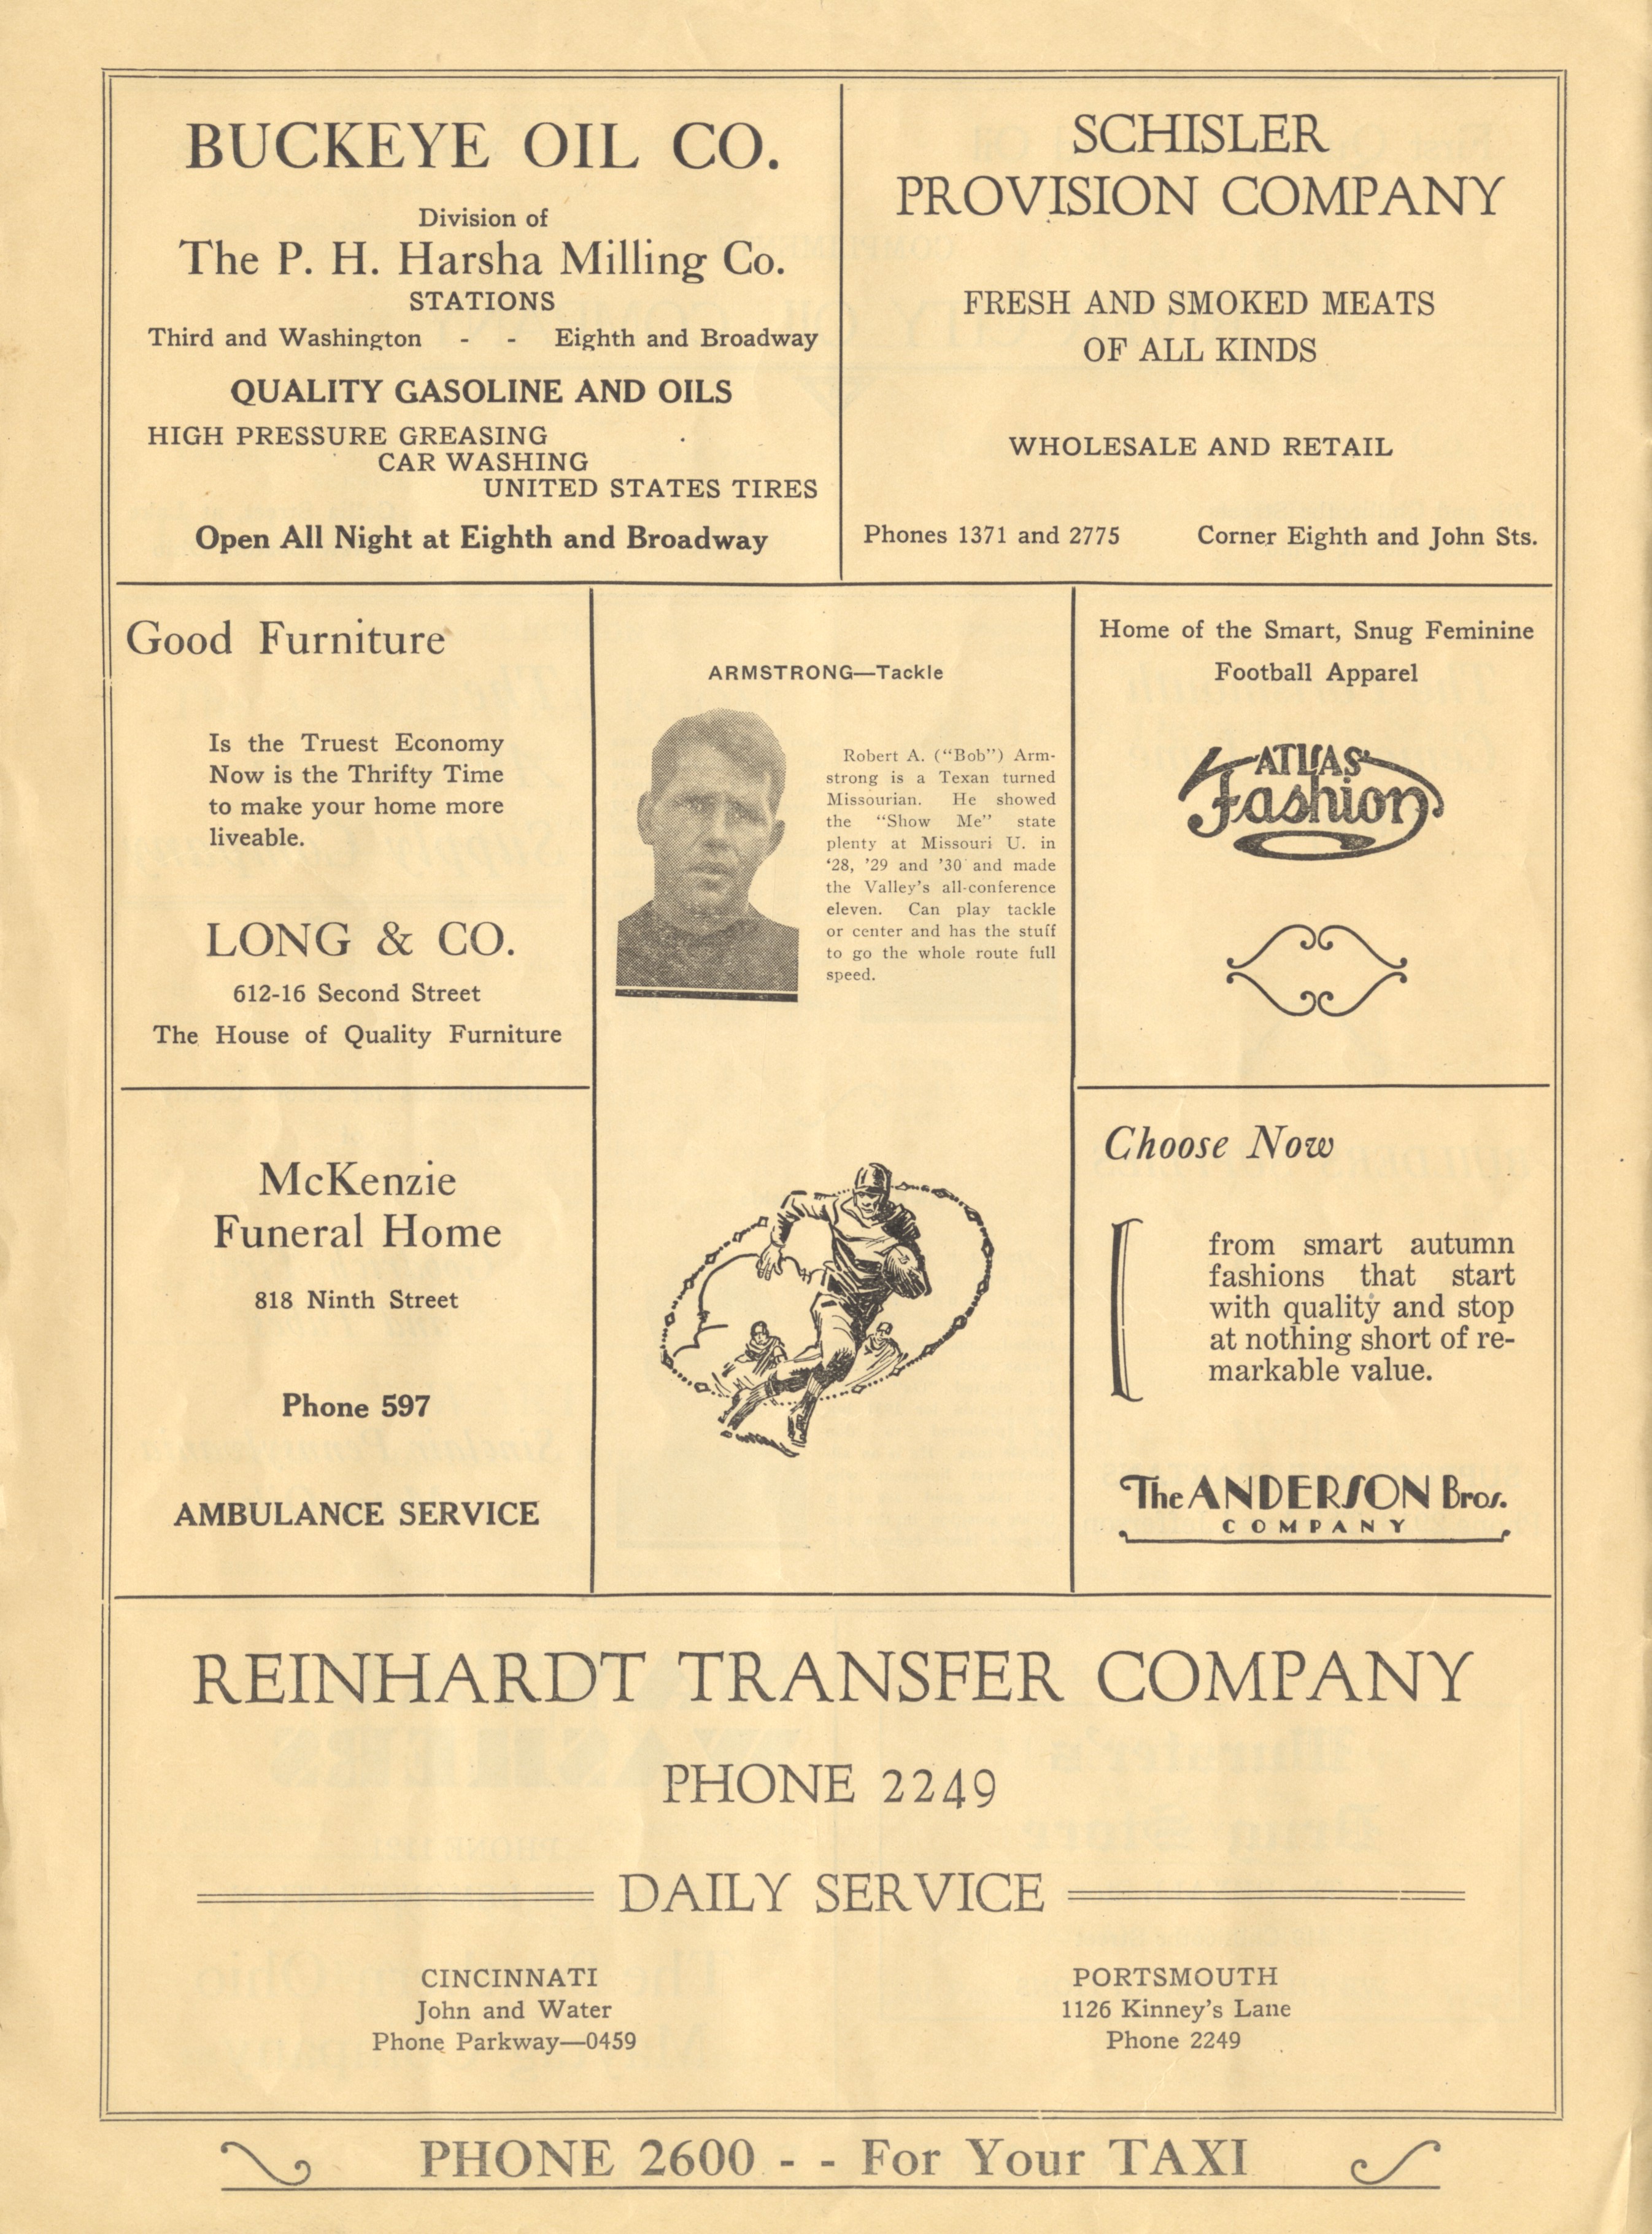 BUCKEYE OIL CO.
Division of
The P. H. Harsha Milling Co.
STATIONS
Third and Washington - - Eighth and Broadway
QUALITY GASOLINE AND OILS
HIGH PRESSURE GREASING
CAR WASHING
UNITED STATES TIRES
Open All Night at Eighth and Broadway
SCHISLER
PROVISION COMPANY
FRESH AND SMOKED MEATS
OF ALL KINDS
WHOLESALE AND RETAIL
Phones 1371 and 2775 Corner Eighth and John Sts.
Good Furniture
Is the Truest Economy
Now is the Thrifty Time
to make your home more
liveable.
LONG & CO.
612-16 Second Street
The House of Quality Furniture
ARMSTRONG—Tackle
Robert A. (“Bob”) Arm-
strong is a Texan turned
Missourian. He showed
the “Show Me” state
plenty at Missouri U. in
‘28, ’29 and ’30 and made
the Valley’s all-conference
eleven. Can play tackle
or center and has the stuff
to go the whole route full
speed.
Home of the Smart, Snug Feminine
Football Apparel
ATLAS
Fashion
McKenzie
Funeral Home
818 Ninth Street
Phone 597
AMBULANCE SERVICE
Choose Now
from smart autumn
fashions that start
with quality and stop
at nothing short of re-
markable value.
The ANDERSON Bros.
COMPANY
REINHARDT TRANSFER COMPANY
PHONE 2249
DAILY SERVICE
CINCINNATI
John and Water
Phone Parkway—0459
PORTSMOUTH
1126 Kinney’s Lane
Phone 2249
PHONE 2600 - - For Your TAXI